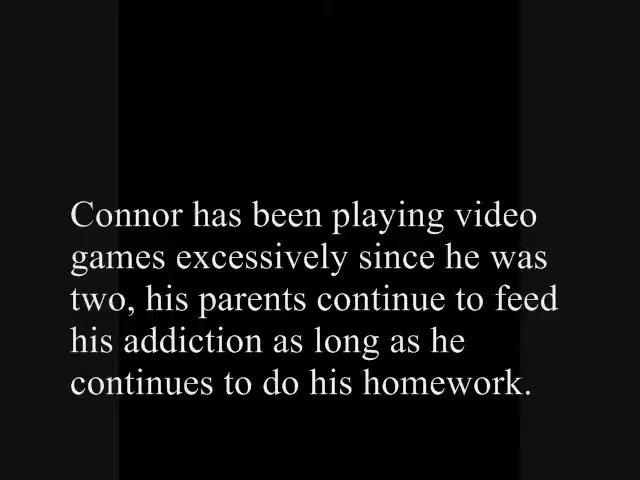 Connor has been playing video
games excessively since he was
two, his parents continue to feed
his addiction as long as he
continues to do his homework.